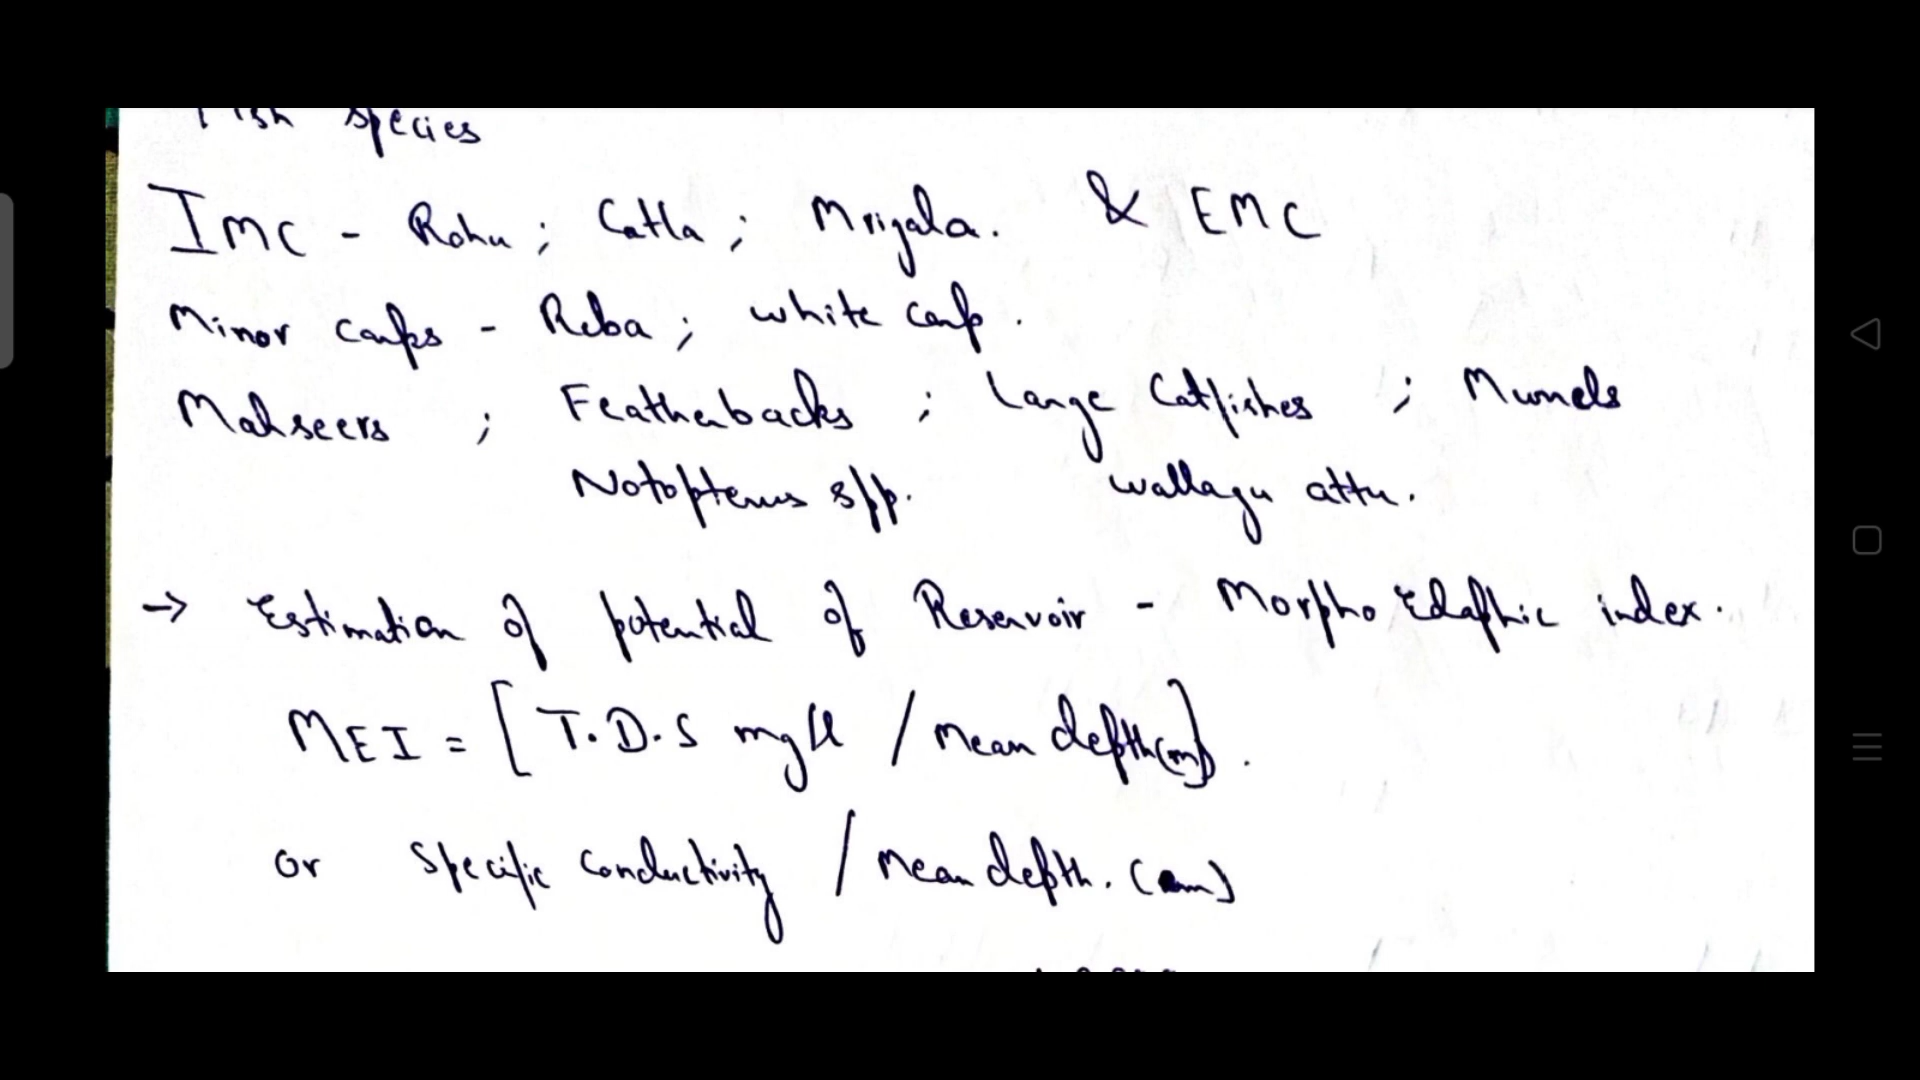 Fish species
IMC - Rohu ; Catla ; Mrigala. & EMC
Minor carps - Reba ; white carp.
Mahseers ; Featherbacks ; Large Catfishes ; Murrels
Notopterus spp. wallagu attu.
→ Estimation of potential of Reservoir - Morpho Edaphic index.
MEI = [T.D.S mg/l / Mean depth(m)].
or Specific Conductivity / Mean depth. (m)